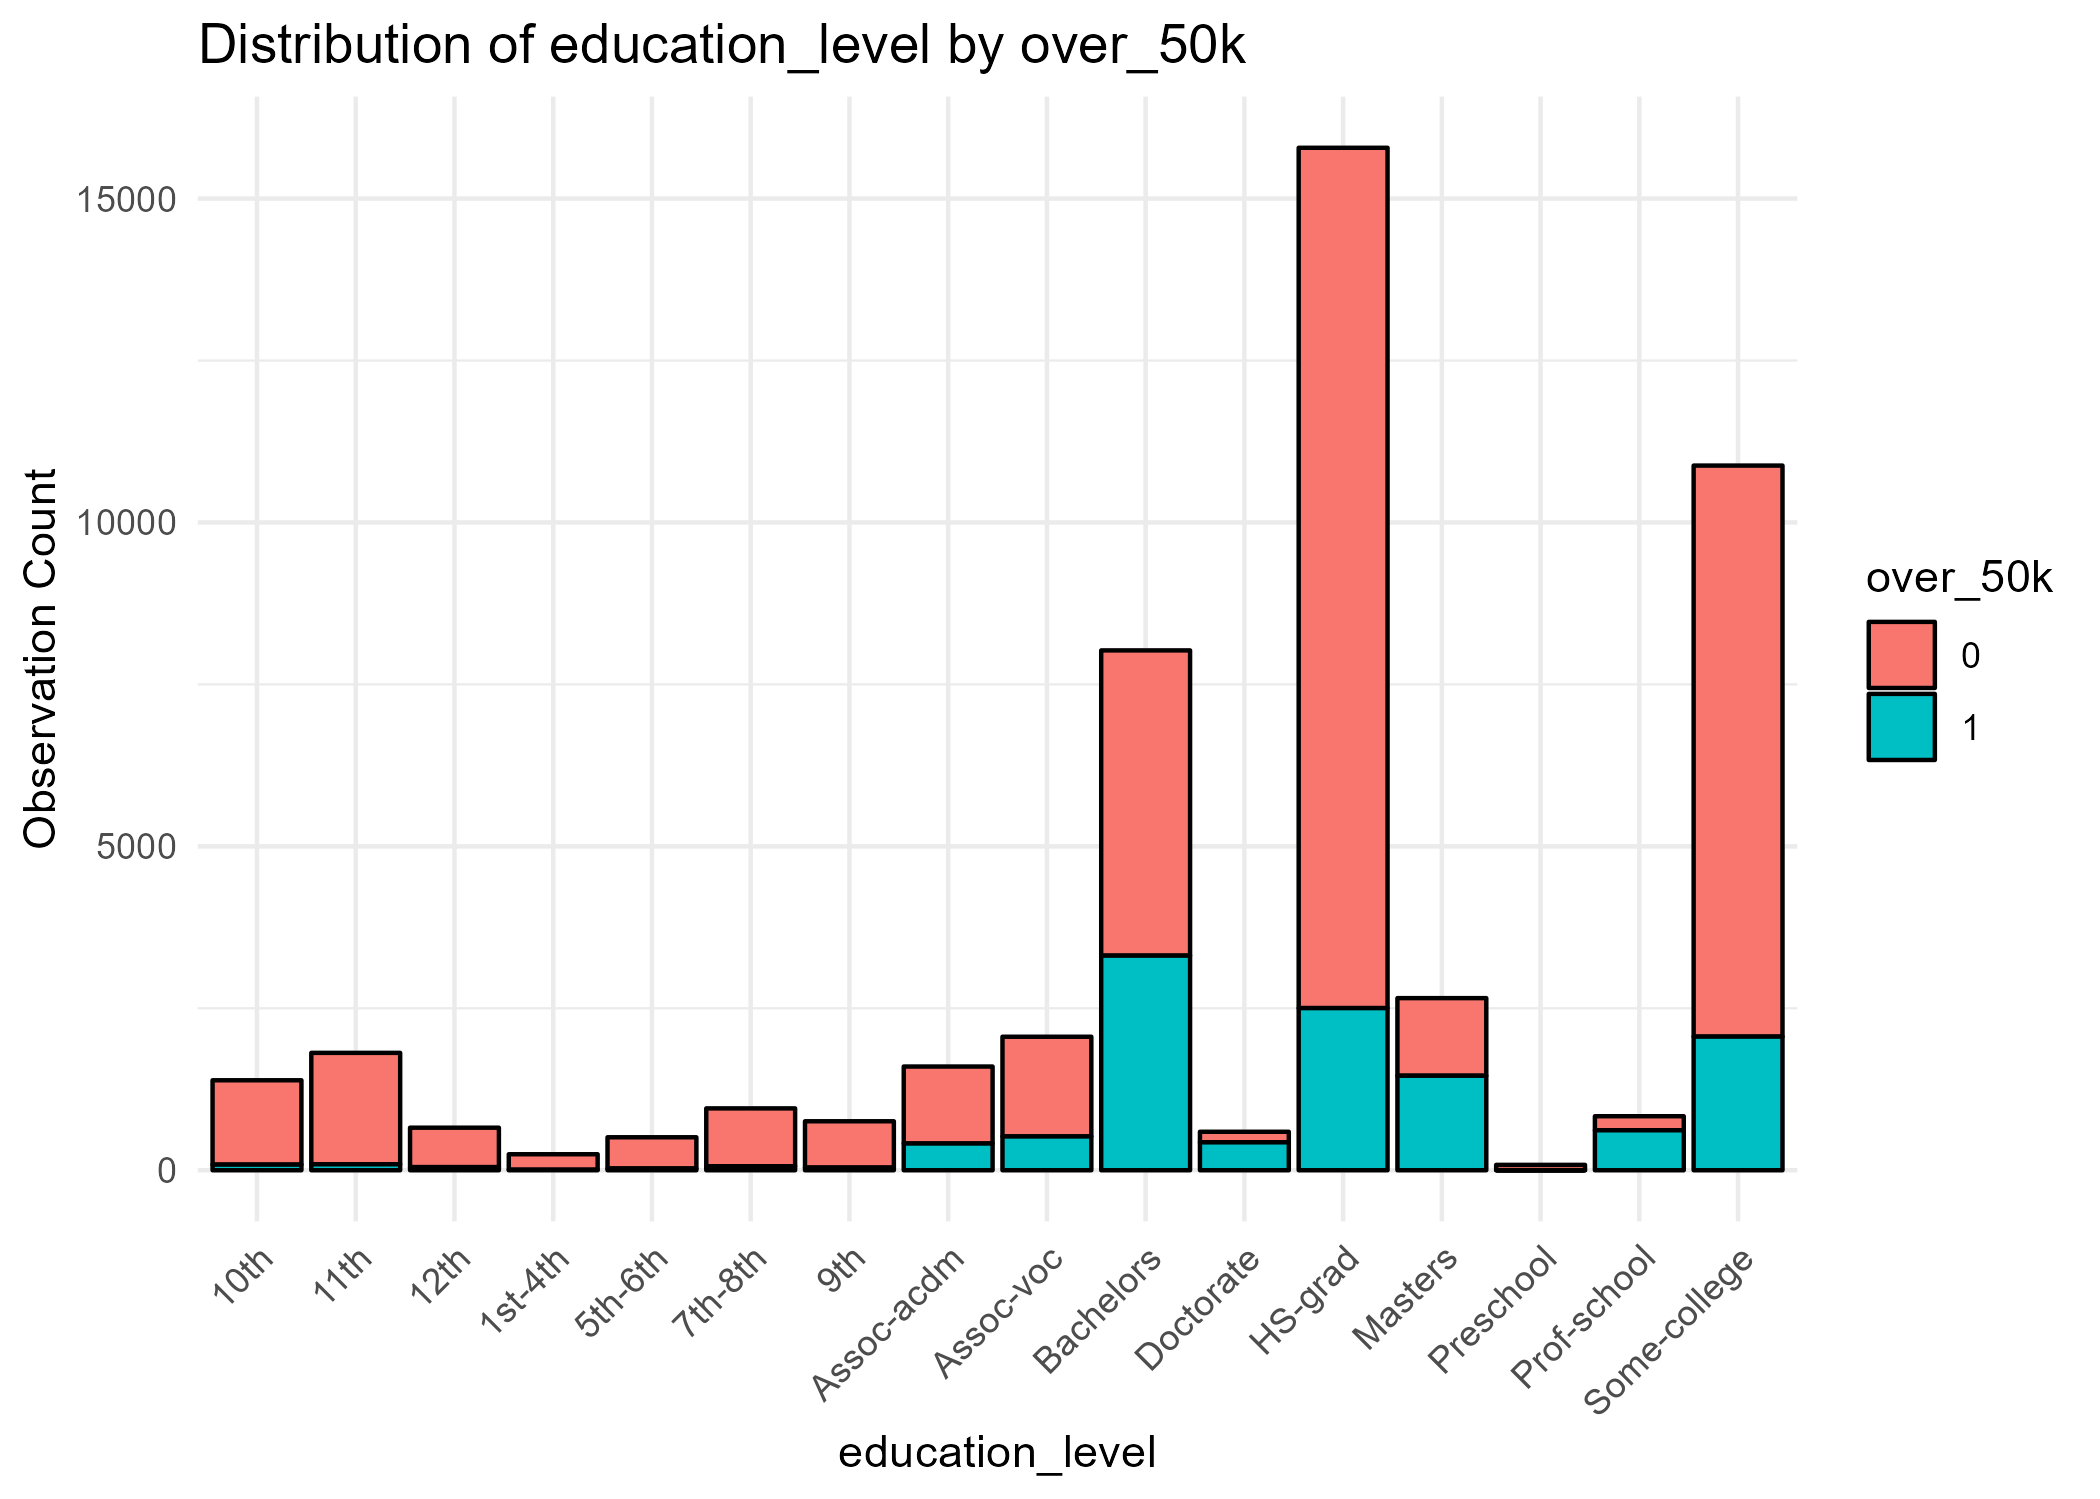 Distribution of education_level by over_50k
Observation Count
15000
10000
5000
0
10th
11th
12th
1st-4th
5th-6th
7th-8th
9th
Assoc-acdm
Assoc-voc
Bachelors
Doctorate
HS-grad
Masters
Preschool
Prof-school
Some-college
education_level
over_50k
0
1